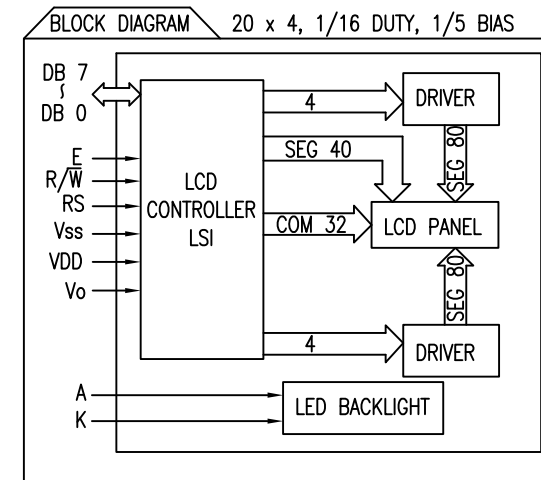 BLOCK DIAGRAM 20 x 4, 1/16 DUTY, 1/5 BIAS
DB 7
∫
DB 0
E
R/W̅
RS
Vss
VDD
Vo
A
K
LCD
CONTROLLER
LSI
4
SEG 40
COM 32
4
DRIVER
SEG 80
LCD PANEL
SEG 80
DRIVER
LED BACKLIGHT